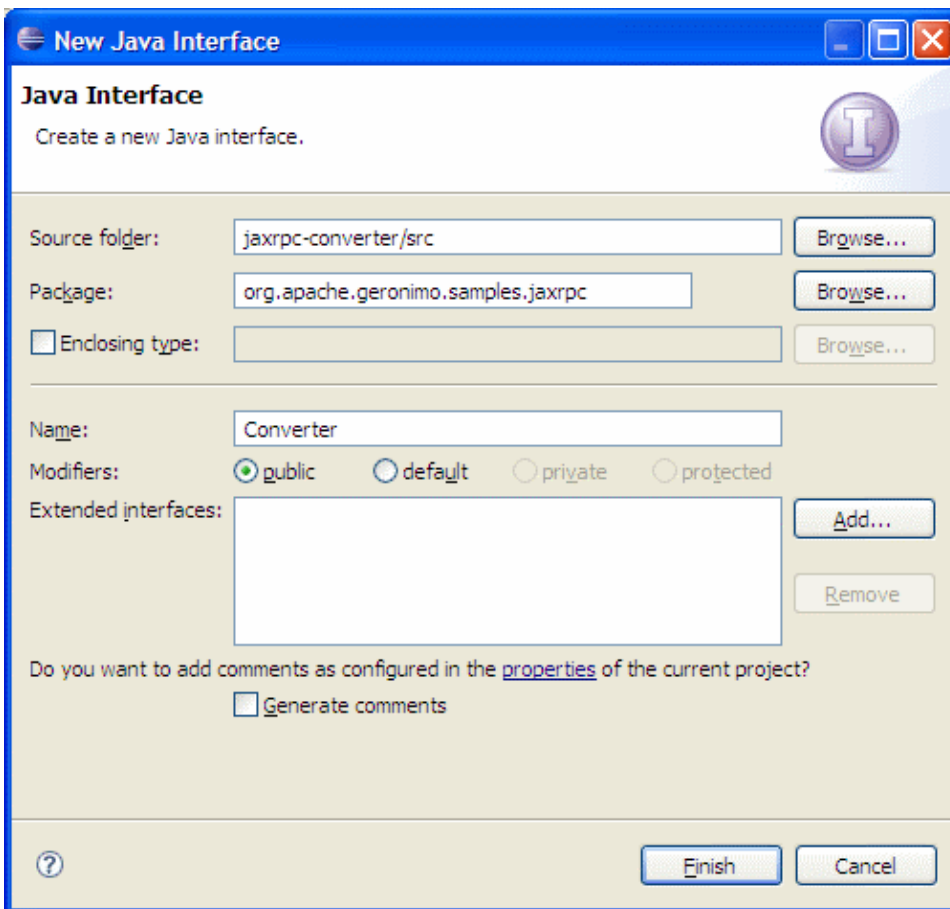 New Java Interface
Java Interface
Create a new Java interface.
Source folder: jaxrpc-converter/src Browse...
Package: org.apache.geronimo.samples.jaxrpc Browse...
Enclosing type: Browse...
Name: Converter
Modifiers: public default private protected
Extended interfaces: Add...
Remove
Do you want to add comments as configured in the properties of the current project?
Generate comments
? Finish Cancel